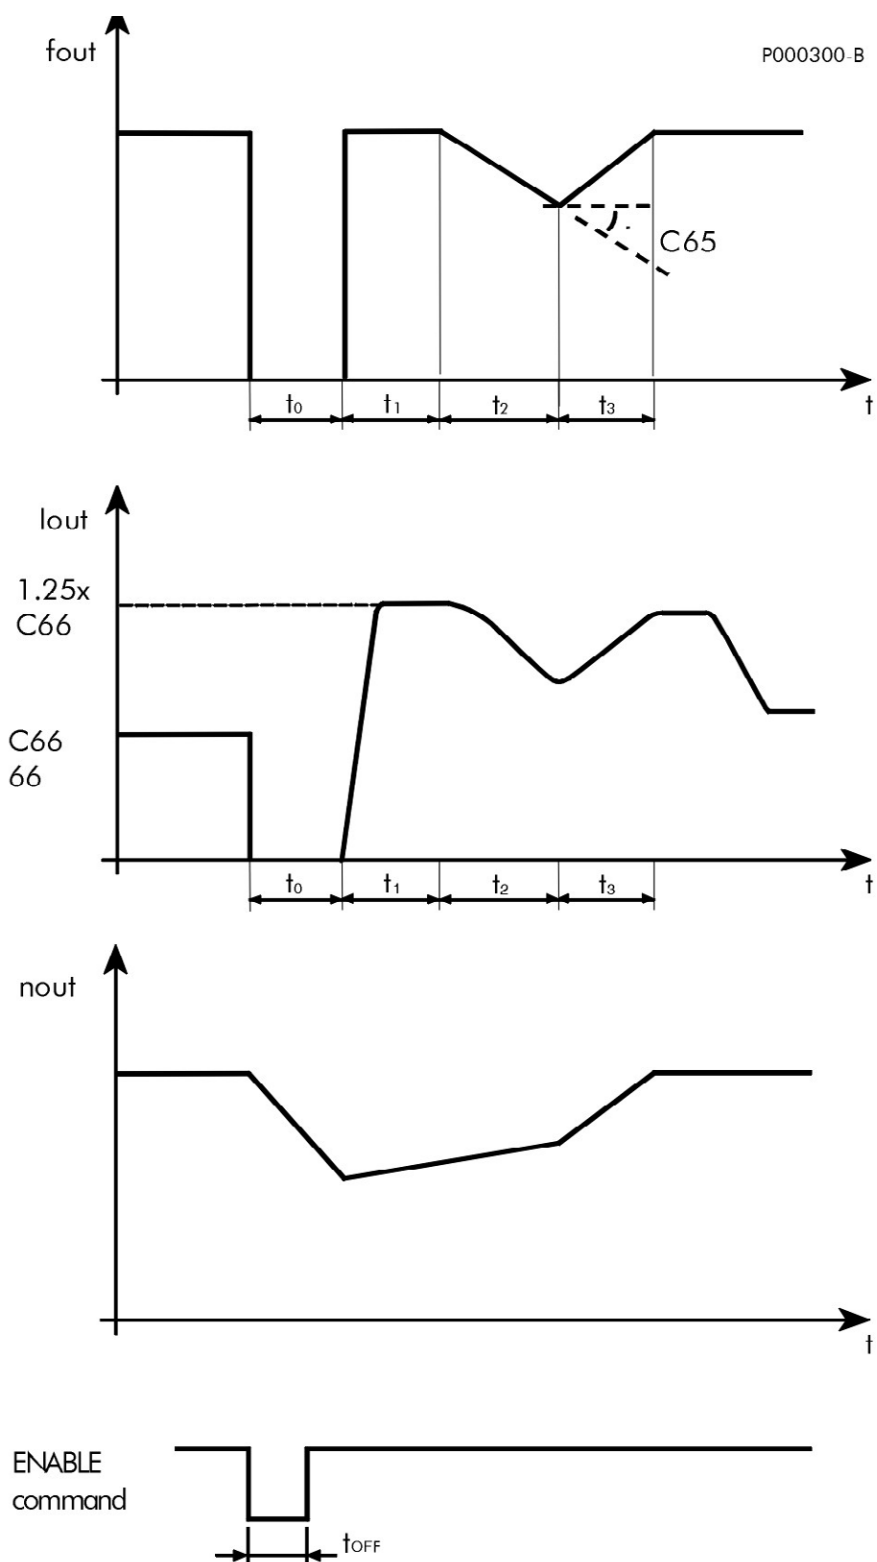 fout
P000300-B
C65
t0 t1 t2 t3
t
Iout
1.25x
C66
C66
66
t0 t1 t2 t3
t
nout
t
ENABLE
command
tOFF